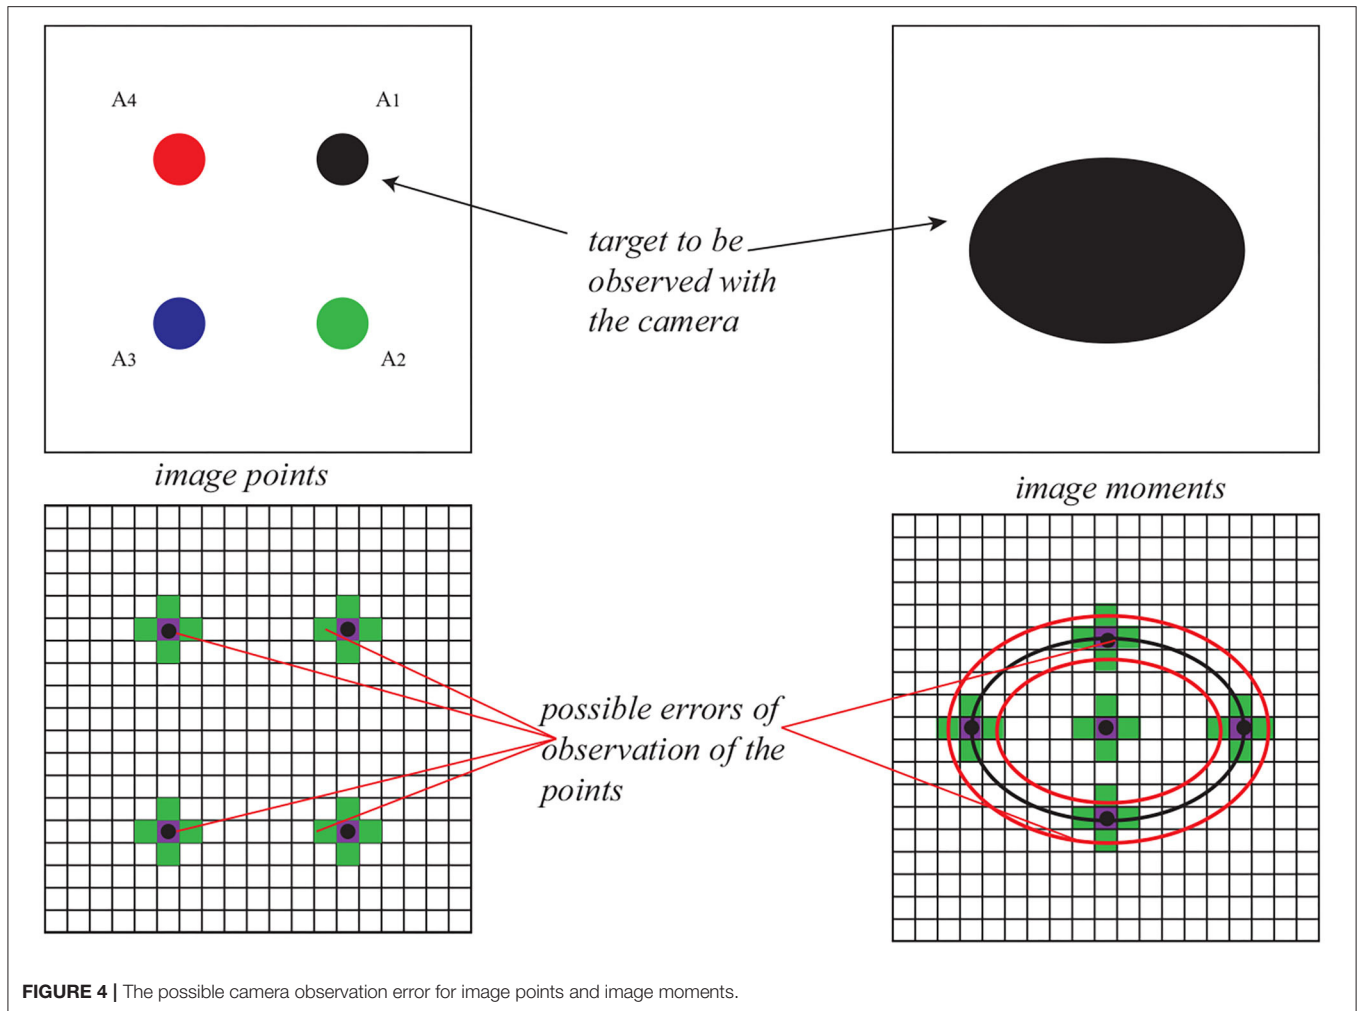 A4
A1
target to be
observed with
the camera
A3
A2
image points
image moments
possible errors of
observation of the
points
FIGURE 4 | The possible camera observation error for image points and image moments.